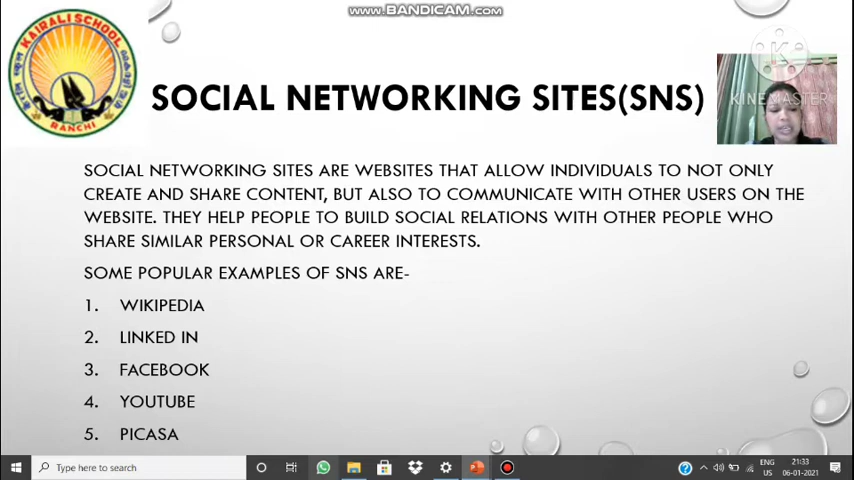 WWW.BANDICAM.COM
KAIRALI SCHOOL
RANCHI
KINEMASTER
SOCIAL NETWORKING SITES(SNS)
SOCIAL NETWORKING SITES ARE WEBSITES THAT ALLOW INDIVIDUALS TO NOT ONLY
CREATE AND SHARE CONTENT, BUT ALSO TO COMMUNICATE WITH OTHER USERS ON THE
WEBSITE. THEY HELP PEOPLE TO BUILD SOCIAL RELATIONS WITH OTHER PEOPLE WHO
SHARE SIMILAR PERSONAL OR CAREER INTERESTS.
SOME POPULAR EXAMPLES OF SNS ARE-
1. WIKIPEDIA
2. LINKED IN
3. FACEBOOK
4. YOUTUBE
5. PICASA
Type here to search
ENG
US
21:33
06-01-2021